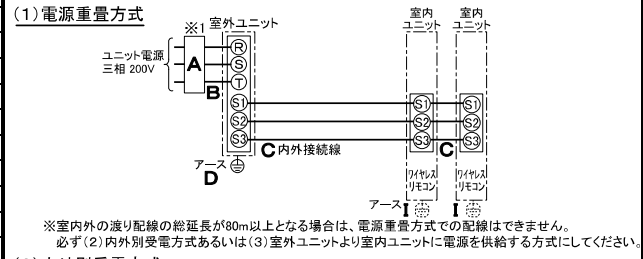 (1)電源重畳方式
※1 室外ユニット 室内ユニット 室内ユニット
ユニット電源
三相 200V
A
B
R
S
T
S1 S1 S1
S2 S2 S2
S3 S3 S3
C 内外接続線 C
アース
D
ワイヤレスリモコン ワイヤレスリモコン
アース I I
※室内外の渡り配線の総延長が80m以上となる場合は、電源重畳方式での配線はできません。
必ず(2)内外別受電方式あるいは(3)室外ユニットより室内ユニットに電源を供給する方式にしてください。